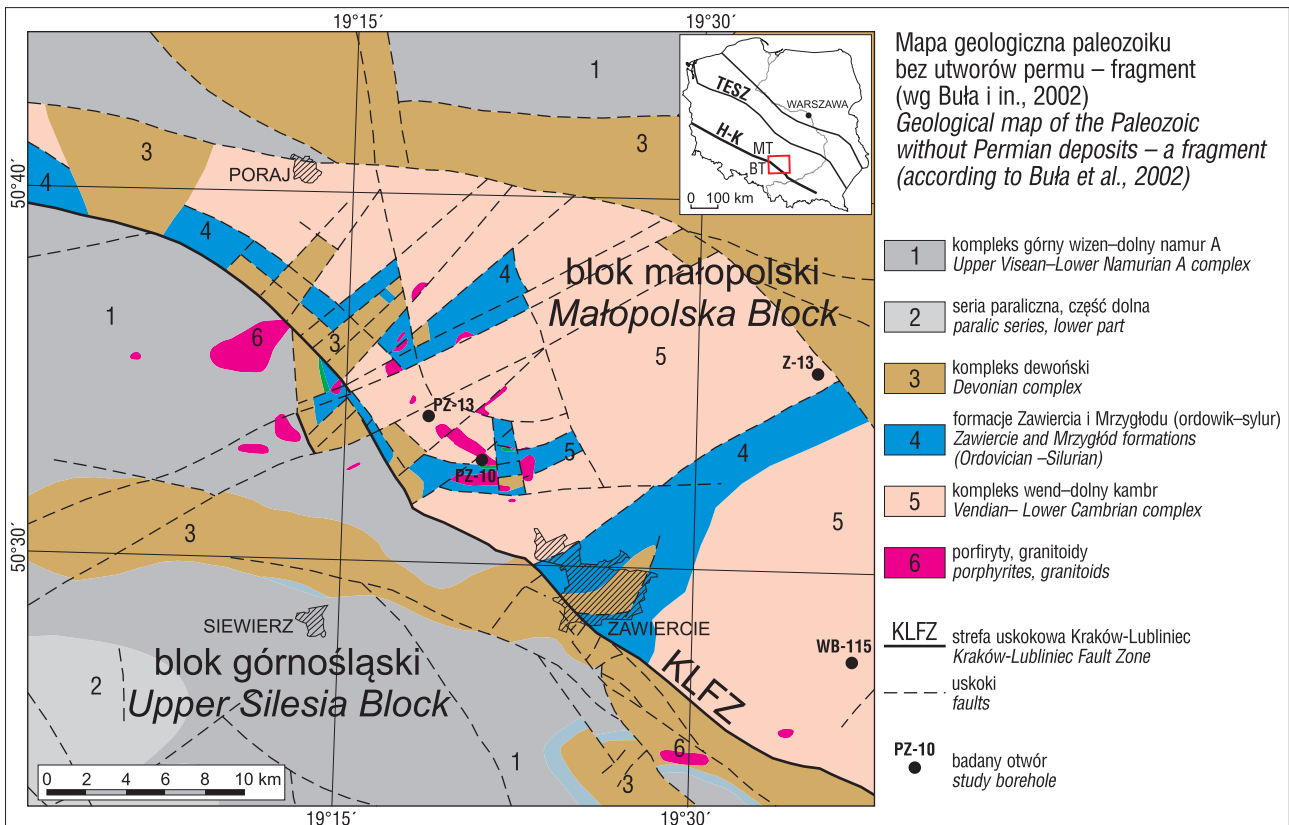 19°15´
19°30´
Mapa geologiczna paleozoiku
bez utworów permu – fragment
(wg Buła i in., 2002)
Geological map of the Paleozoic
without Permian deposits – a fragment
(according to Buła et al., 2002)
TESZ
WARSZAWA
H-K
MT
BT
0 100 km
1
3
3
PORAJ
50°40´
4
4
4
blok małopolski
Małopolska Block
1
6
3
5
Z-13
PZ-13
4
5
PZ-10
5
50°30´
3
SIEWIERZ
ZAWIERCIE
WB-115
blok górnośląski
Upper Silesia Block
KLFZ
2
1
6
3
0 2 4 6 8 10 km
19°15´
19°30´
1
kompleks górny wizen–dolny namur A
Upper Visean–Lower Namurian A complex
2
seria paraliczna, część dolna
paralic series, lower part
3
kompleks dewoński
Devonian complex
4
formacje Zawiercia i Mrzygłodu (ordowik–sylur)
Zawiercie and Mrzygłód formations
(Ordovician –Silurian)
5
kompleks wend–dolny kambr
Vendian– Lower Cambrian complex
6
porfiryty, granitoidy
porphyrites, granitoids
KLFZ
strefa uskokowa Kraków-Lubliniec
Kraków-Lubliniec Fault Zone
uskoki
faults
PZ-10
badany otwór
study borehole